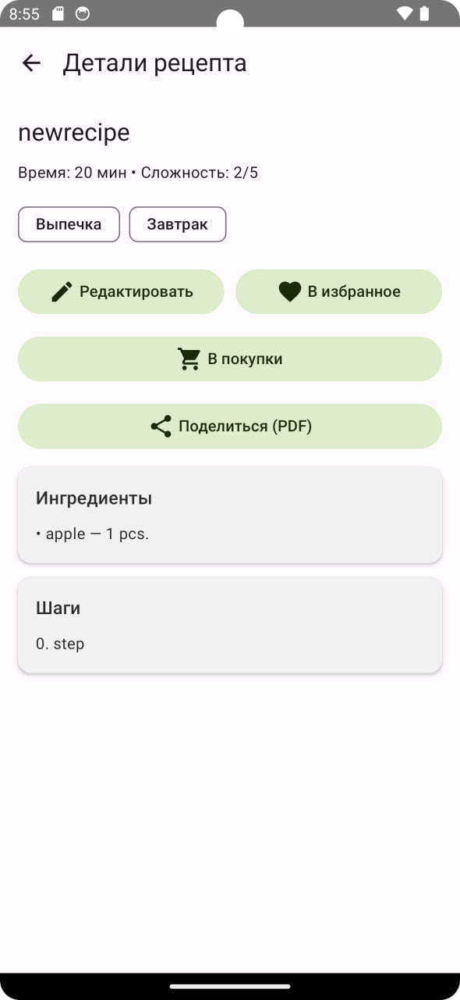 8:55
Детали рецепта
newrecipe
Время: 20 мин • Сложность: 2/5
Выпечка Завтрак
Редактировать В избранное
В покупки
Поделиться (PDF)
Ингредиенты
• apple — 1 pcs.
Шаги
0. step